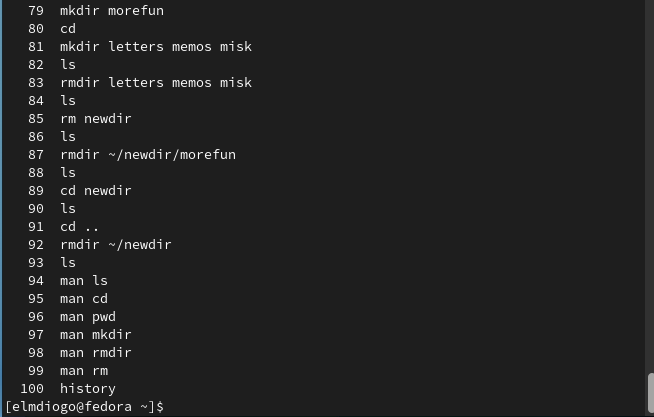 79 mkdir morefun
80 cd
81 mkdir letters memos misk
82 ls
83 rmdir letters memos misk
84 ls
85 rm newdir
86 ls
87 rmdir ~/newdir/morefun
88 ls
89 cd newdir
90 ls
91 cd ..
92 rmdir ~/newdir
93 ls
94 man ls
95 man cd
96 man pwd
97 man mkdir
98 man rmdir
99 man rm
100 history
[elmdiogo@fedora ~]$